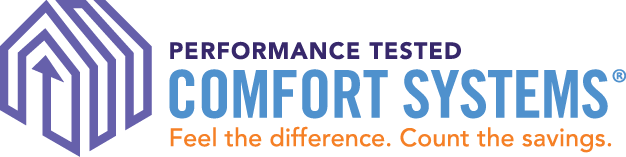 PERFORMANCE TESTED
COMFORT SYSTEMS®
Feel the difference. Count the savings.